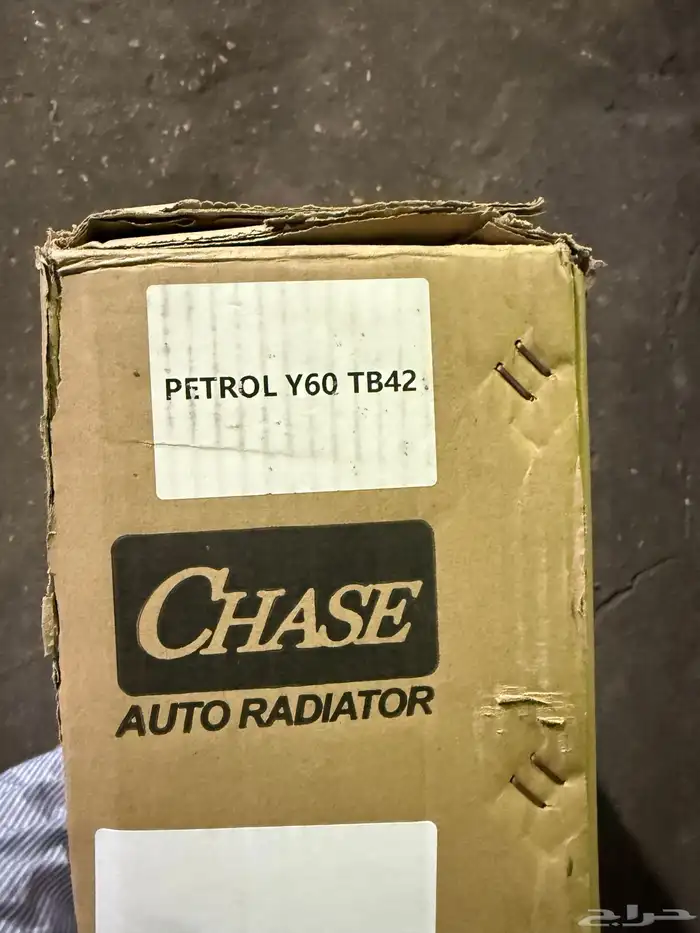 PETROL Y60 TB42
CHASE
AUTO RADIATOR
حراج